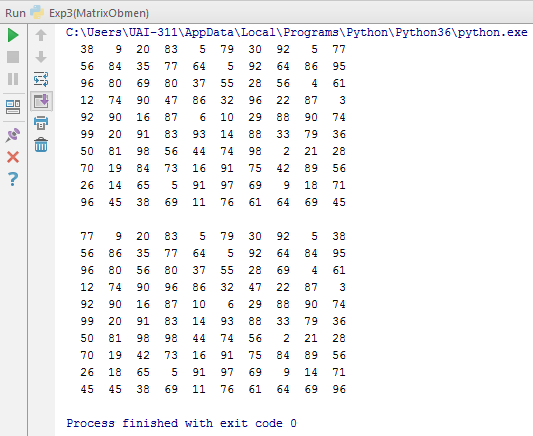 Run Exp3(MatrixObmen)
C:\Users\UAI-311\AppData\Local\Programs\Python\Python36\python.exe
38 9 20 83 5 79 30 92 5 77
56 84 35 77 64 5 92 64 86 95
96 80 69 80 37 55 28 56 4 61
12 74 90 47 86 32 96 22 87 3
92 90 16 87 6 10 29 88 90 74
99 20 91 83 93 14 88 33 79 36
50 81 98 56 44 74 98 2 21 28
70 19 84 73 16 91 75 42 89 56
26 14 65 5 91 97 69 9 18 71
96 45 38 69 11 76 61 64 69 45
77 9 20 83 5 79 30 92 5 38
56 86 35 77 64 5 92 64 84 95
96 80 56 80 37 55 28 69 4 61
12 74 90 96 86 32 47 22 87 3
92 90 16 87 10 6 29 88 90 74
99 20 91 83 14 93 88 33 79 36
50 81 98 98 44 74 56 2 21 28
70 19 42 73 16 91 75 84 89 56
26 18 65 5 91 97 69 9 14 71
45 45 38 69 11 76 61 64 69 96
Process finished with exit code 0